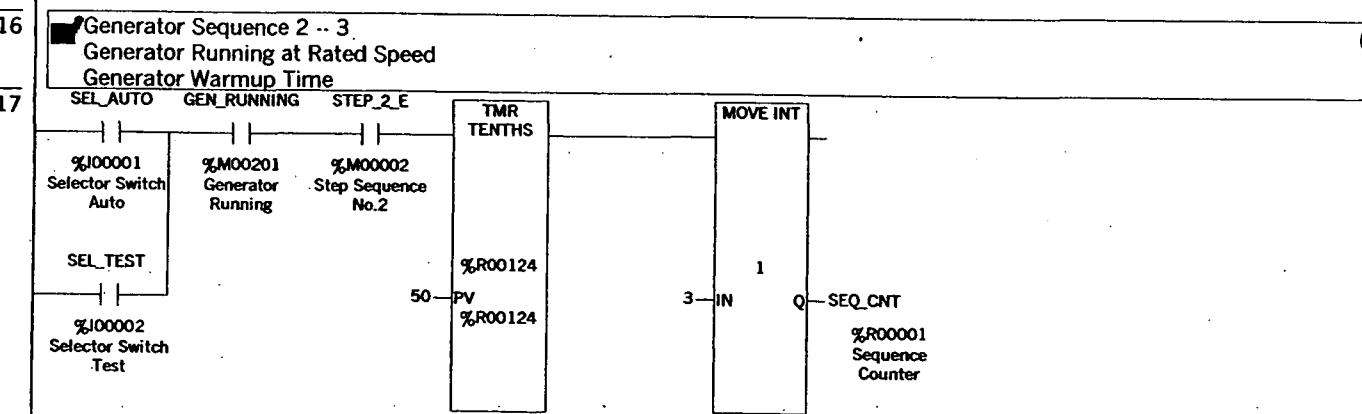 16
Generator Sequence 2 -- 3
Generator Running at Rated Speed
Generator Warmup Time
17
SEL_AUTO GEN_RUNNING STEP_2_E
TMR
TENTHS
MOVE INT
%I00001
Selector Switch
Auto
%M00201
Generator
Running
%M00002
Step Sequence
No.2
SEL_TEST
%I00002
Selector Switch
Test
%R00124
50 PV
%R00124
1
3 IN Q SEQ_CNT
%R00001
Sequence
Counter